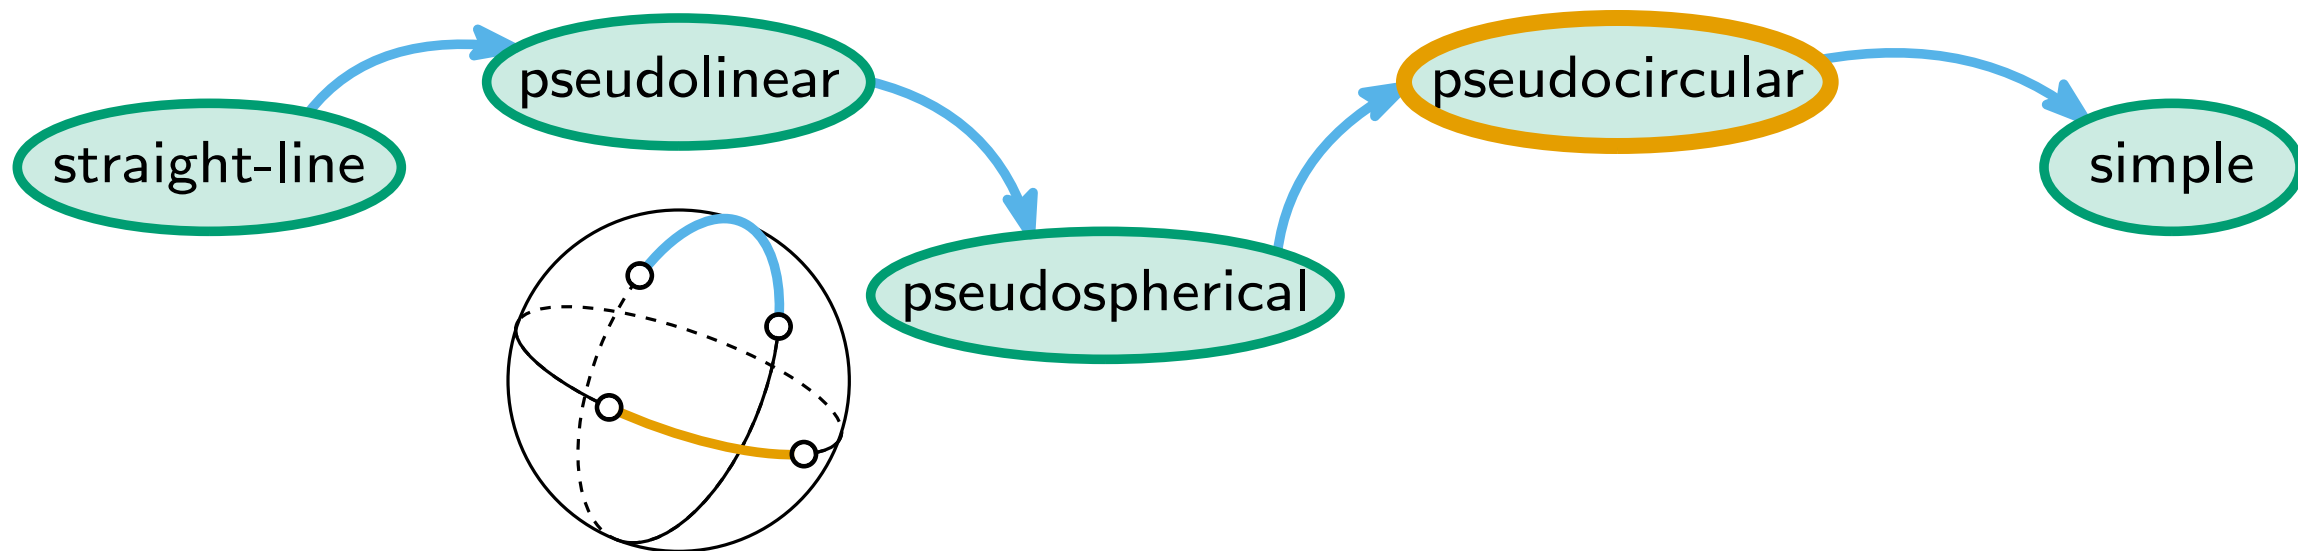 straight-line
pseudolinear
pseudospherical
pseudocircular
simple